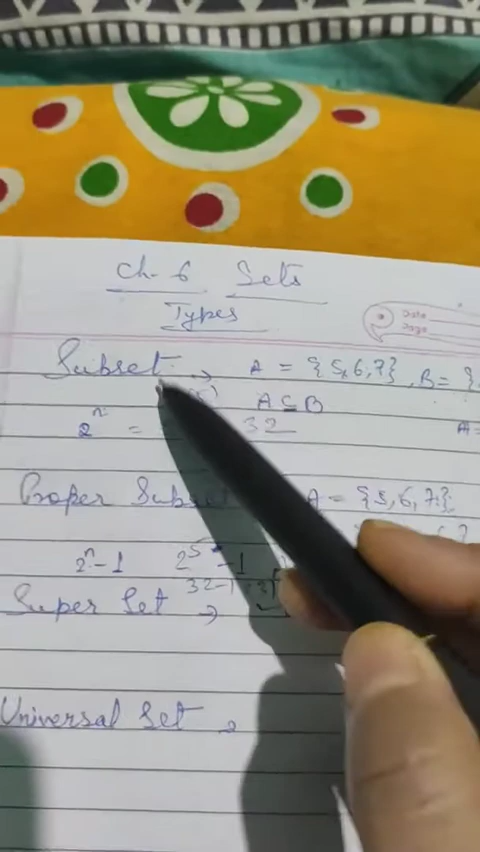 Ch-6 Sets
Types
Date
Page
Subset → A = {5,6,7}, B = {
A⊆B
2ⁿ = 32
Proper Subset A = {5,6,7}
2ⁿ-1 2⁵-1
32-1
Super Set →
Universal Set →